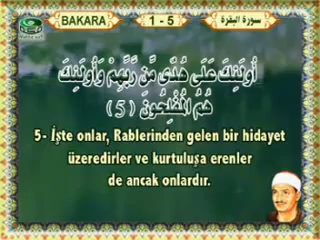 BAKARA
1 - 5
سورة البقرة
أُولَئِكَ عَلَى هُدًى مِّن رَّبِّهِمْ وَأُولَئِكَ
هُمُ الْمُفْلِحُونَ ( 5 )
5- İşte onlar, Rablerinden gelen bir hidayet
üzeredirler ve kurtuluşa erenler
de ancak onlardır.